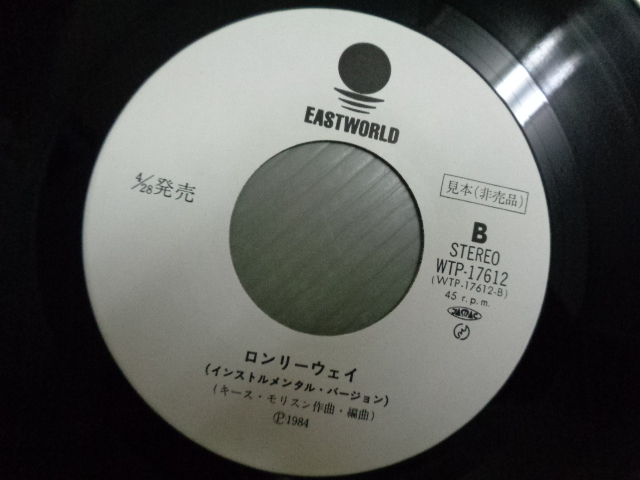 EASTWORLD
4/28発売
見本(非売品)
B
STEREO
WTP-17612
(WTP-17612-B)
45 r.p.m.
JASRAC
ロンリーウェイ
(インストルメンタル・バージョン)
(キース・モリスン作曲・編曲)
Ⓟ1984